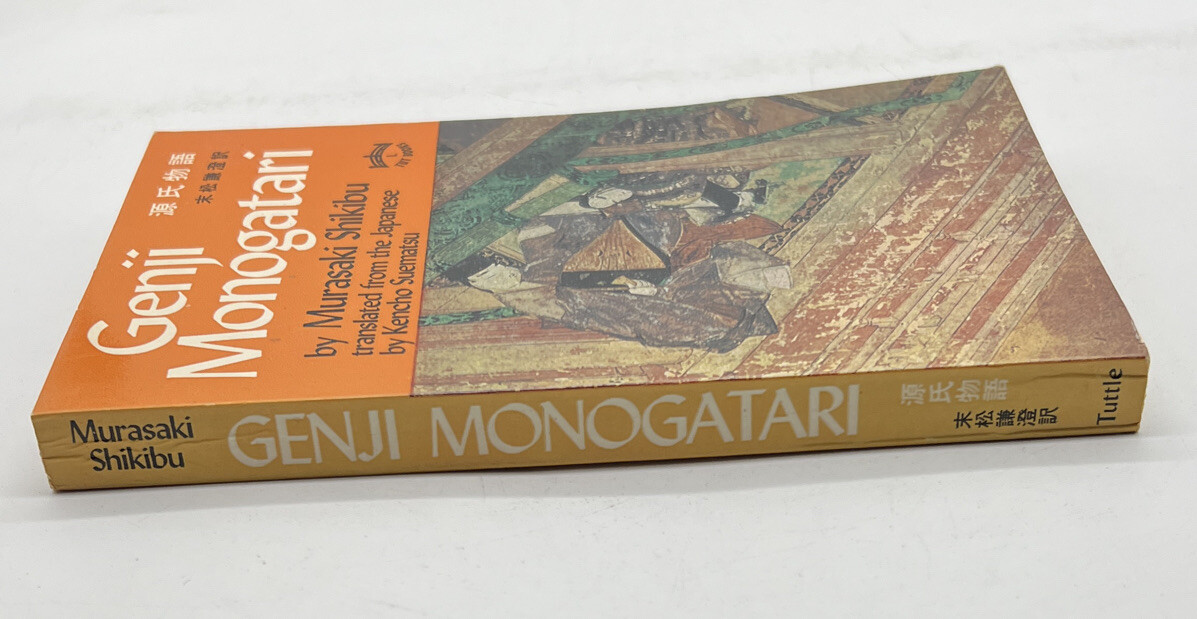 源氏物語
末松謙澄訳
Genji
Monogatari
by Murasaki Shikibu
translated from the Japanese
by Kencho Suematsu
Murasaki
Shikibu
GENJI MONOGATARI
源氏物語
末松謙澄訳
Tuttle